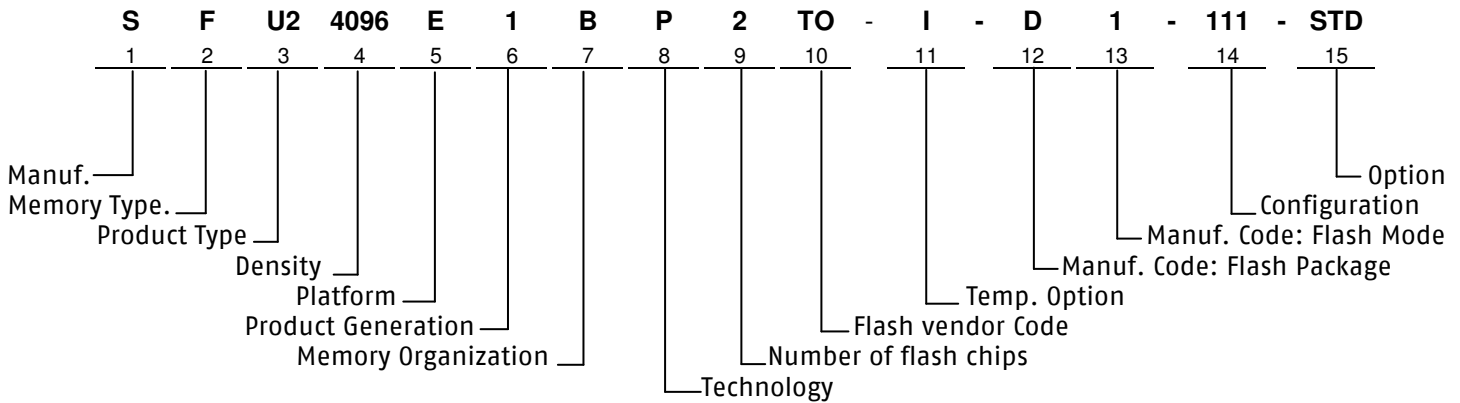 S F U2 4096 E 1 B P 2 TO - I - D 1 - 111 - STD
1 2 3 4 5 6 7 8 9 10 11 12 13 14 15
Manuf. Option
Memory Type. Configuration
Product Type Manuf. Code: Flash Mode
Density Manuf. Code: Flash Package
Platform Temp. Option
Product Generation Flash vendor Code
Memory Organization Number of flash chips
Technology